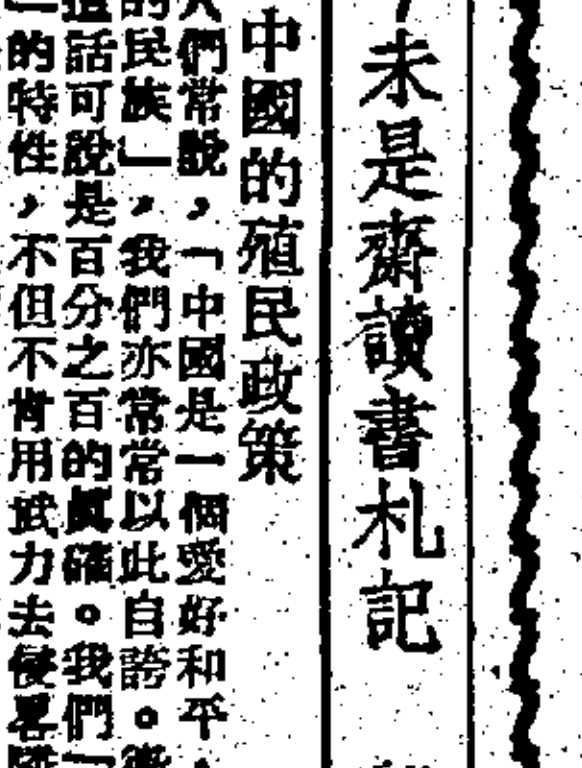 未是齋讀書札記
中國的殖民政策
人們常說，「中國是一個愛好和平，
的民族」，我們亦常常以此自誇。
這話可說是百分之百的眞確。我們「
的特性，不但不肯用武力去侵畧